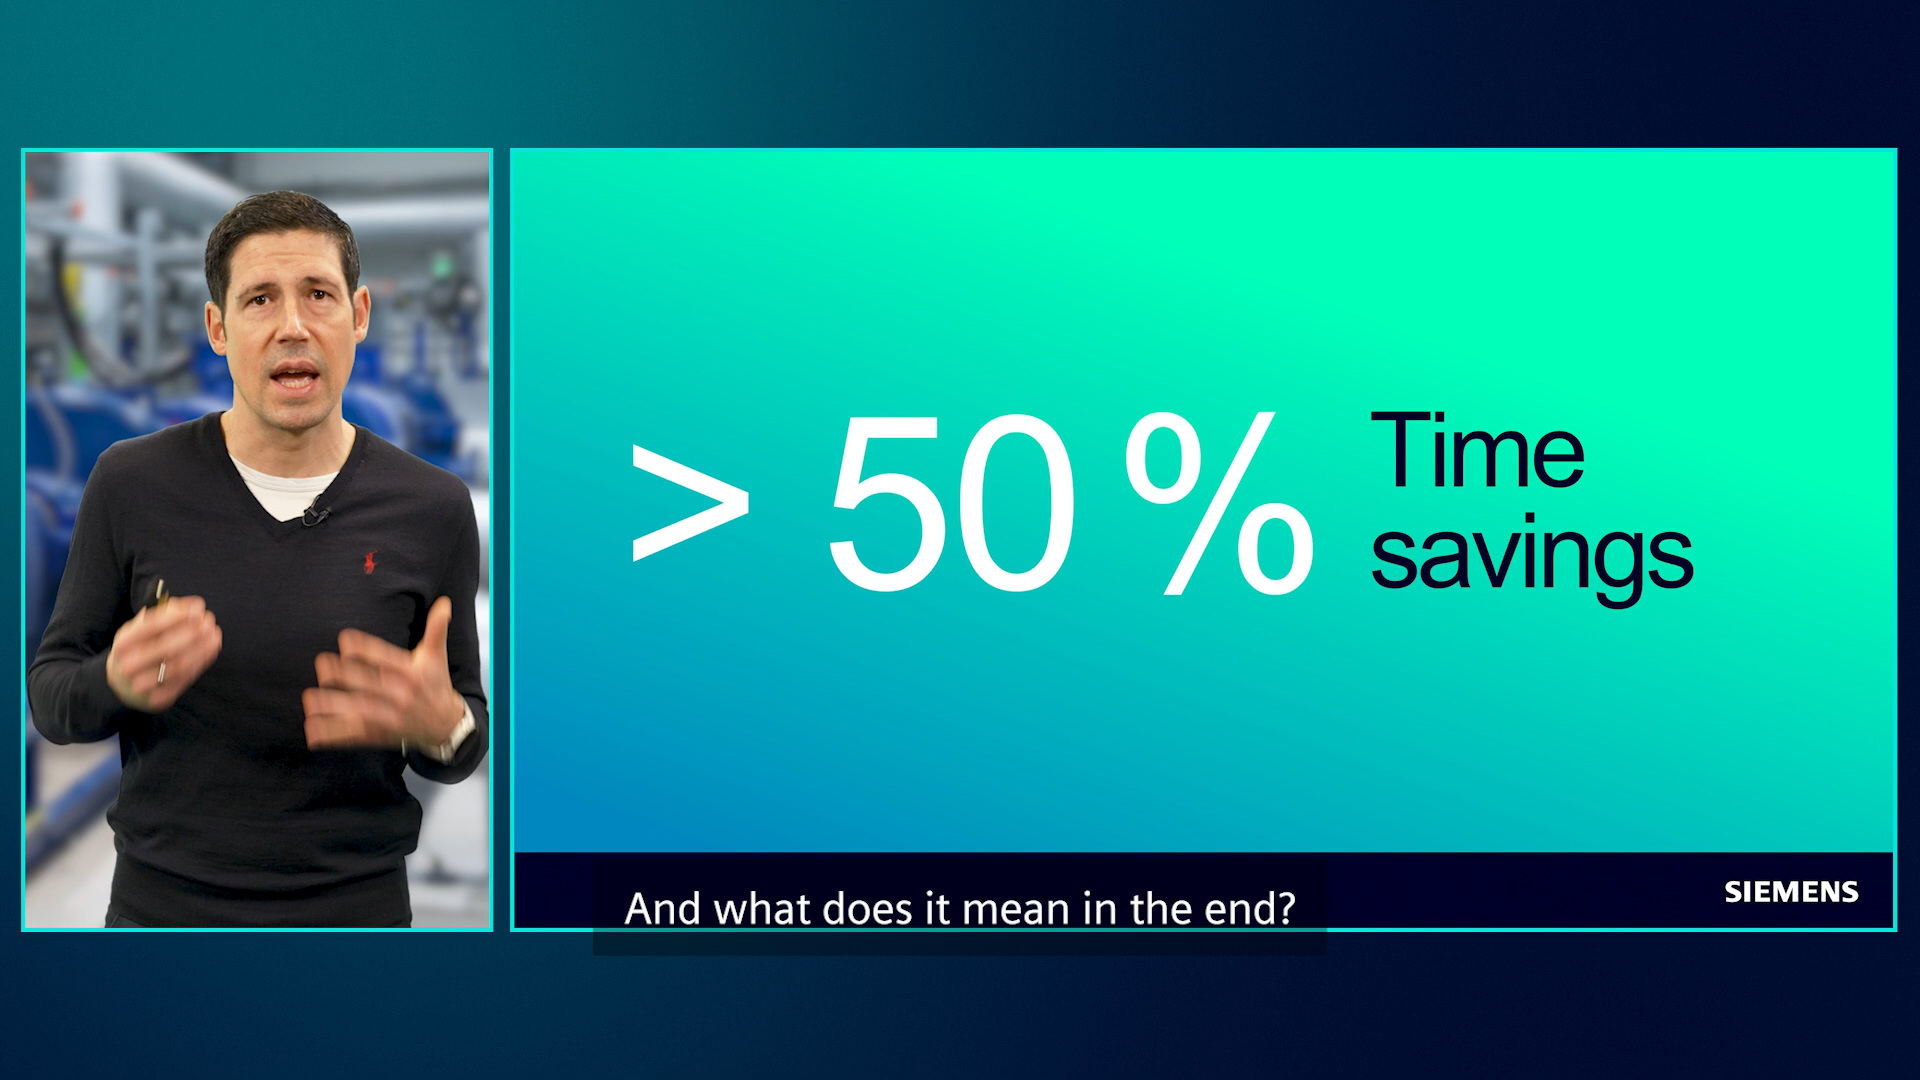 > 50 %
Time
savings
SIEMENS
And what does it mean in the end?